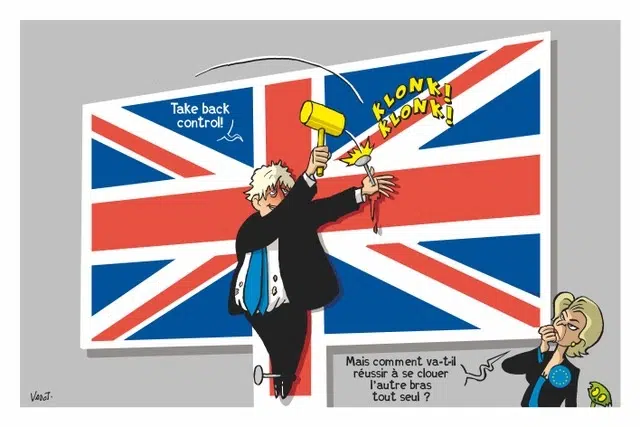 Take back
control!
KLONK!
KLONK!
Mais comment va-t-il
réussir à se clouer
l'autre bras
tout seul ?
VADOT.